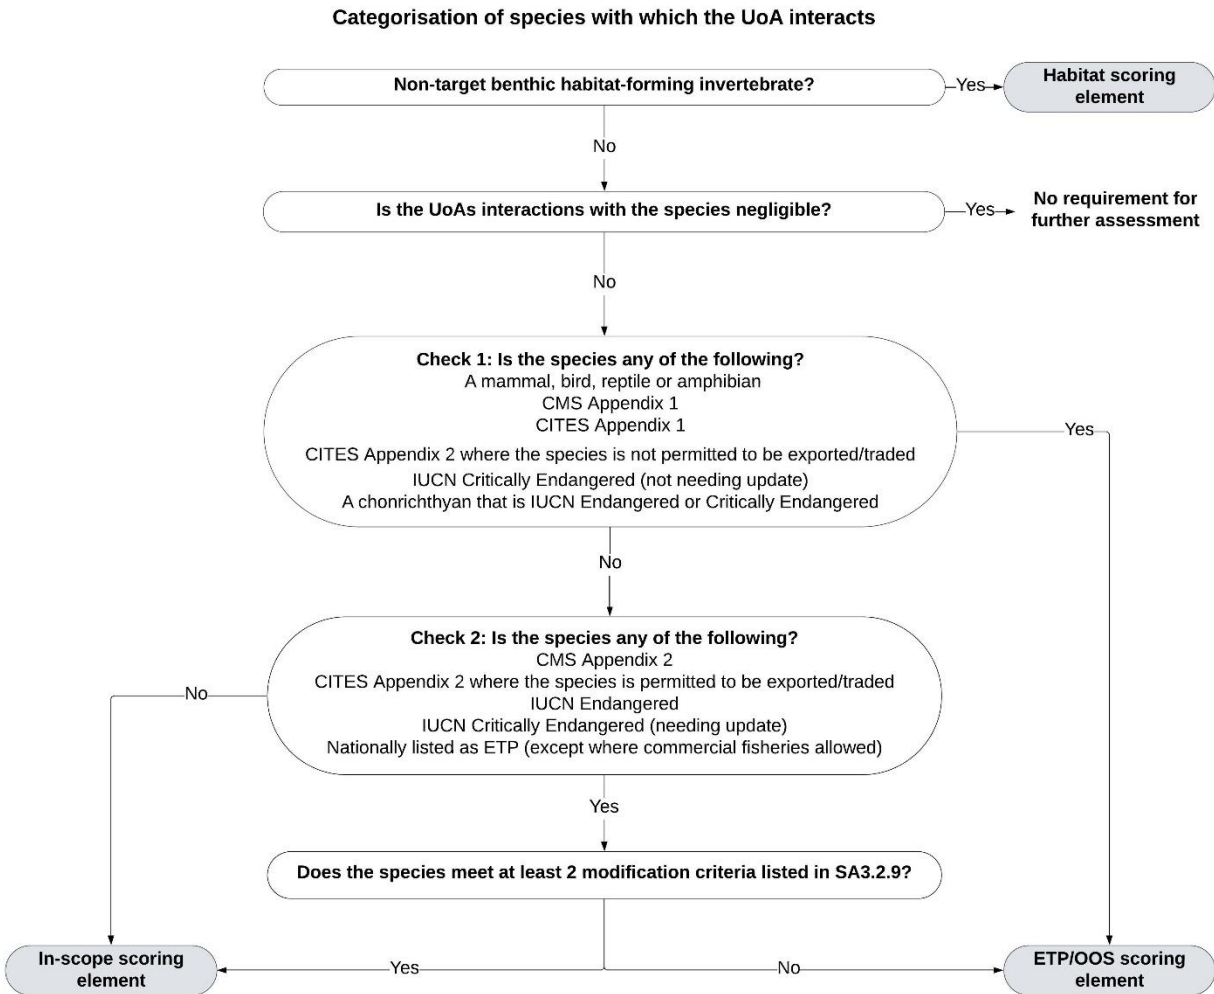 Categorisation of species with which the UoA interacts
Non-target benthic habitat-forming invertebrate?
Yes
Habitat scoring
element
No
Is the UoAs interactions with the species negligible?
Yes
No requirement for
further assessment
No
Check 1: Is the species any of the following?
A mammal, bird, reptile or amphibian
CMS Appendix 1
CITES Appendix 1
CITES Appendix 2 where the species is not permitted to be exported/traded
IUCN Critically Endangered (not needing update)
A chonrichthyan that is IUCN Endangered or Critically Endangered
Yes
No
Check 2: Is the species any of the following?
CMS Appendix 2
CITES Appendix 2 where the species is permitted to be exported/traded
IUCN Endangered
IUCN Critically Endangered (needing update)
Nationally listed as ETP (except where commercial fisheries allowed)
No
Yes
Does the species meet at least 2 modification criteria listed in SA3.2.9?
In-scope scoring
element
Yes
No
ETP/OOS scoring
element